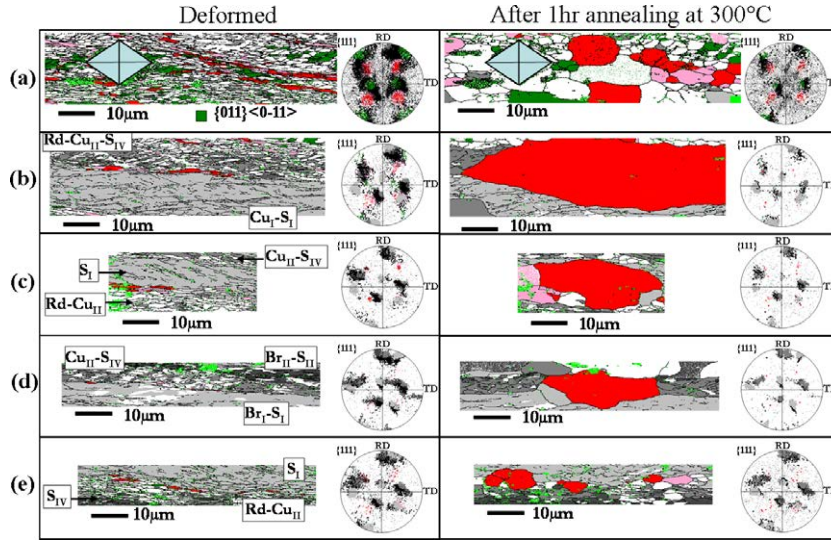 Deformed After 1hr annealing at 300°C
(a)
10μm
{011}<0-11>
{111} RD
TD
10μm
{111} RD
TD
(b)
Rd-CuII-SIV
10μm
CuI-SI
{111} RD
TD
10μm
{111} RD
TD
(c)
SI
CuII-SIV
Rd-CuII
10μm
{111} RD
TD
10μm
{111} RD
TD
(d)
CuII-SIV
BrII-SII
BrI-SI
10μm
{111} RD
TD
10μm
{111} RD
TD
(e)
SI
SIV
Rd-CuII
10μm
{111} RD
TD
10μm
{111} RD
TD